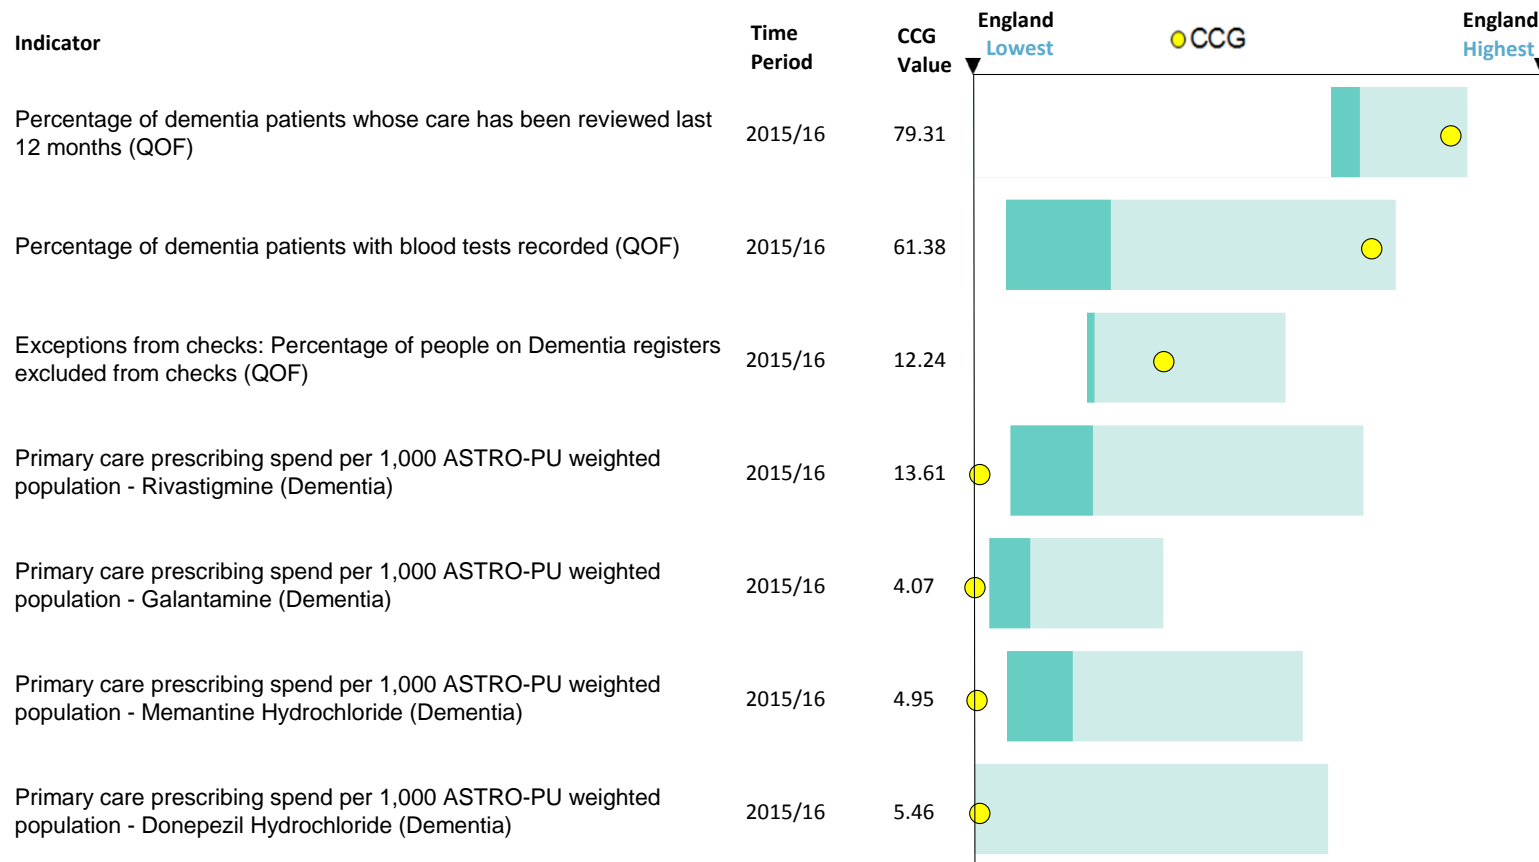 Indicator
Time
Period
CCG
Value
England
Lowest
CCG
England
Highest
Percentage of dementia patients whose care has been reviewed last
12 months (QOF)
2015/16
79.31
Percentage of dementia patients with blood tests recorded (QOF)
2015/16
61.38
Exceptions from checks: Percentage of people on Dementia registers
excluded from checks (QOF)
2015/16
12.24
Primary care prescribing spend per 1,000 ASTRO-PU weighted
population - Rivastigmine (Dementia)
2015/16
13.61
Primary care prescribing spend per 1,000 ASTRO-PU weighted
population - Galantamine (Dementia)
2015/16
4.07
Primary care prescribing spend per 1,000 ASTRO-PU weighted
population - Memantine Hydrochloride (Dementia)
2015/16
4.95
Primary care prescribing spend per 1,000 ASTRO-PU weighted
population - Donepezil Hydrochloride (Dementia)
2015/16
5.46